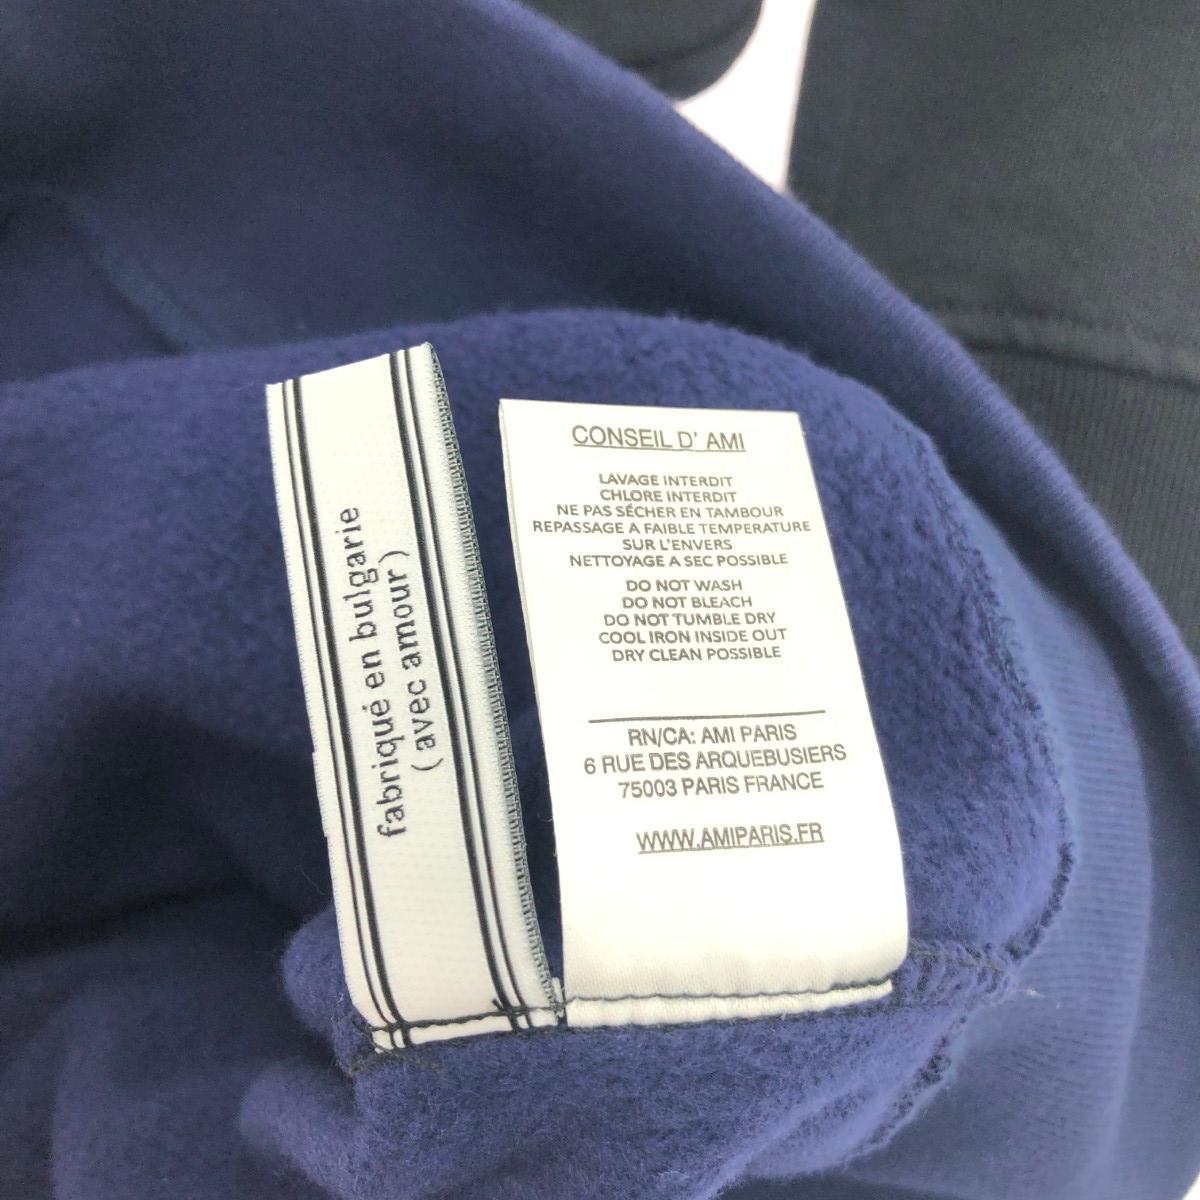 fabriqué en bulgarie
(avec amour)
CONSEIL D' AMI
LAVAGE INTERDIT
CHLORE INTERDIT
NE PAS SÉCHER EN TAMBOUR
REPASSAGE A FAIBLE TEMPERATURE
SUR L'ENVERS
NETTOYAGE A SEC POSSIBLE
DO NOT WASH
DO NOT BLEACH
DO NOT TUMBLE DRY
COOL IRON INSIDE OUT
DRY CLEAN POSSIBLE
RN/CA: AMI PARIS
6 RUE DES ARQUEBUSIERS
75003 PARIS FRANCE
WWW.AMIPARIS.FR